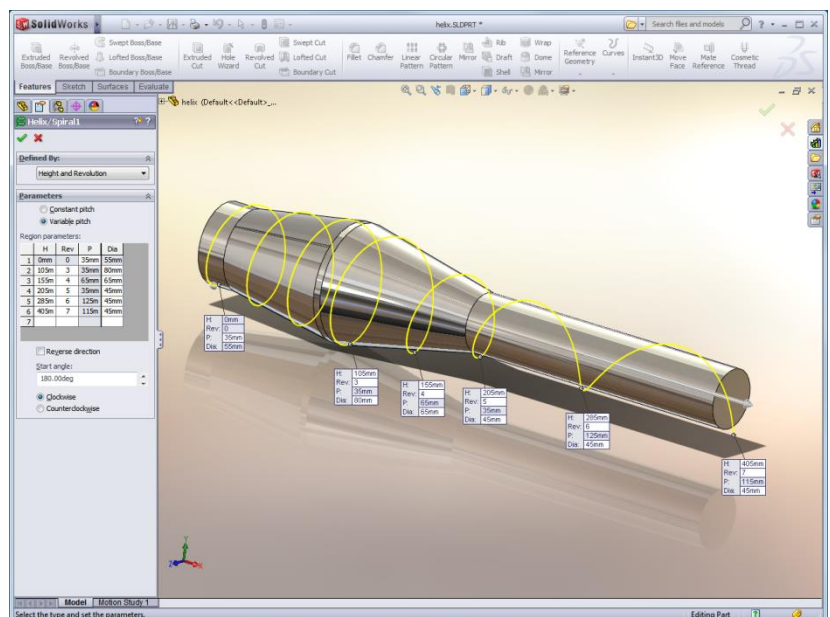 SolidWorks
helix.SLDPRT *
Search files and models
Extruded Boss/Base
Revolved Boss/Base
Swept Boss/Base
Lofted Boss/Base
Boundary Boss/Base
Extruded Cut
Hole Wizard
Revolved Cut
Swept Cut
Lofted Cut
Boundary Cut
Fillet
Chamfer
Linear Pattern
Circular Pattern
Mirror
Rib
Draft
Shell
Wrap
Dome
Mirror
Reference Geometry
Curves
Instant3D
Move Face
Mate Reference
Cosmetic Thread
Features Sketch Surfaces Evaluate
helix (Default<<Default>_...
Helix/Spiral1
Defined By:
Height and Revolution
Parameters
Constant pitch
Variable pitch
Region parameters:
H Rev P Dia
1 0mm 0 35mm 55mm
2 105m 3 35mm 80mm
3 155m 4 65mm 65mm
4 205m 5 35mm 45mm
5 285m 6 125m 45mm
6 405m 7 115m 45mm
7
Reverse direction
Start angle:
180.00deg
Clockwise
Counterclockwise
H: 0mm
Rev: 0
P: 35mm
Dia: 55mm
H: 105mm
Rev: 3
P: 35mm
Dia: 80mm
H: 155mm
Rev: 4
P: 65mm
Dia: 65mm
H: 205mm
Rev: 5
P: 35mm
Dia: 45mm
H: 285mm
Rev: 6
P: 125mm
Dia: 45mm
H: 405mm
Rev: 7
P: 115mm
Dia: 45mm
Y
Z
X
Model Motion Study 1
Select the type and set the parameters.
Editing Part